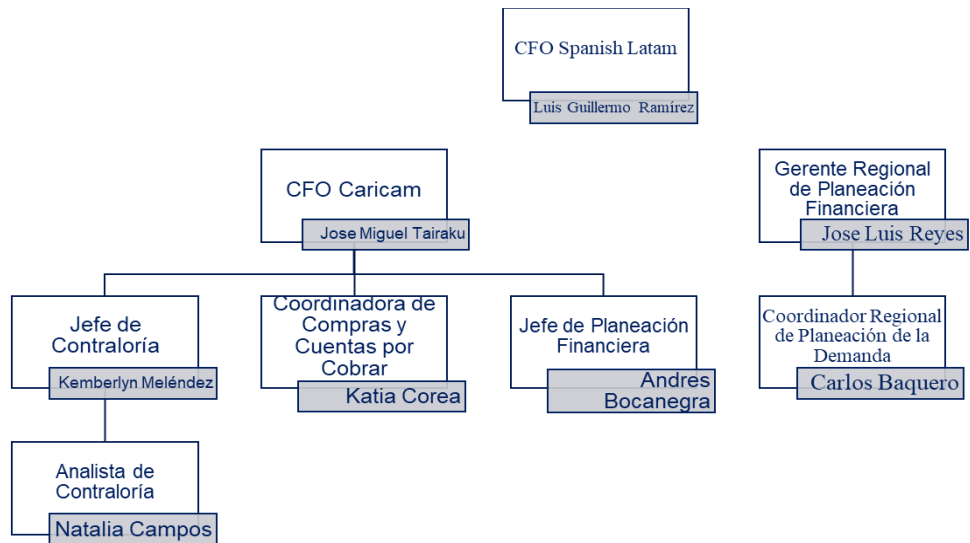 CFO Spanish Latam
Luis Guillermo Ramírez
CFO Caricam
Jose Miguel Tairaku
Gerente Regional
de Planeación
Financiera
Jose Luis Reyes
Jefe de
Contraloría
Kemberlyn Meléndez
Coordinadora de
Compras y
Cuentas por
Cobrar
Katia Corea
Jefe de Planeación
Financiera
Andres
Bocanegra
Coordinador Regional
de Planeación de la
Demanda
Carlos Baquero
Analista de
Contraloría
Natalia Campos